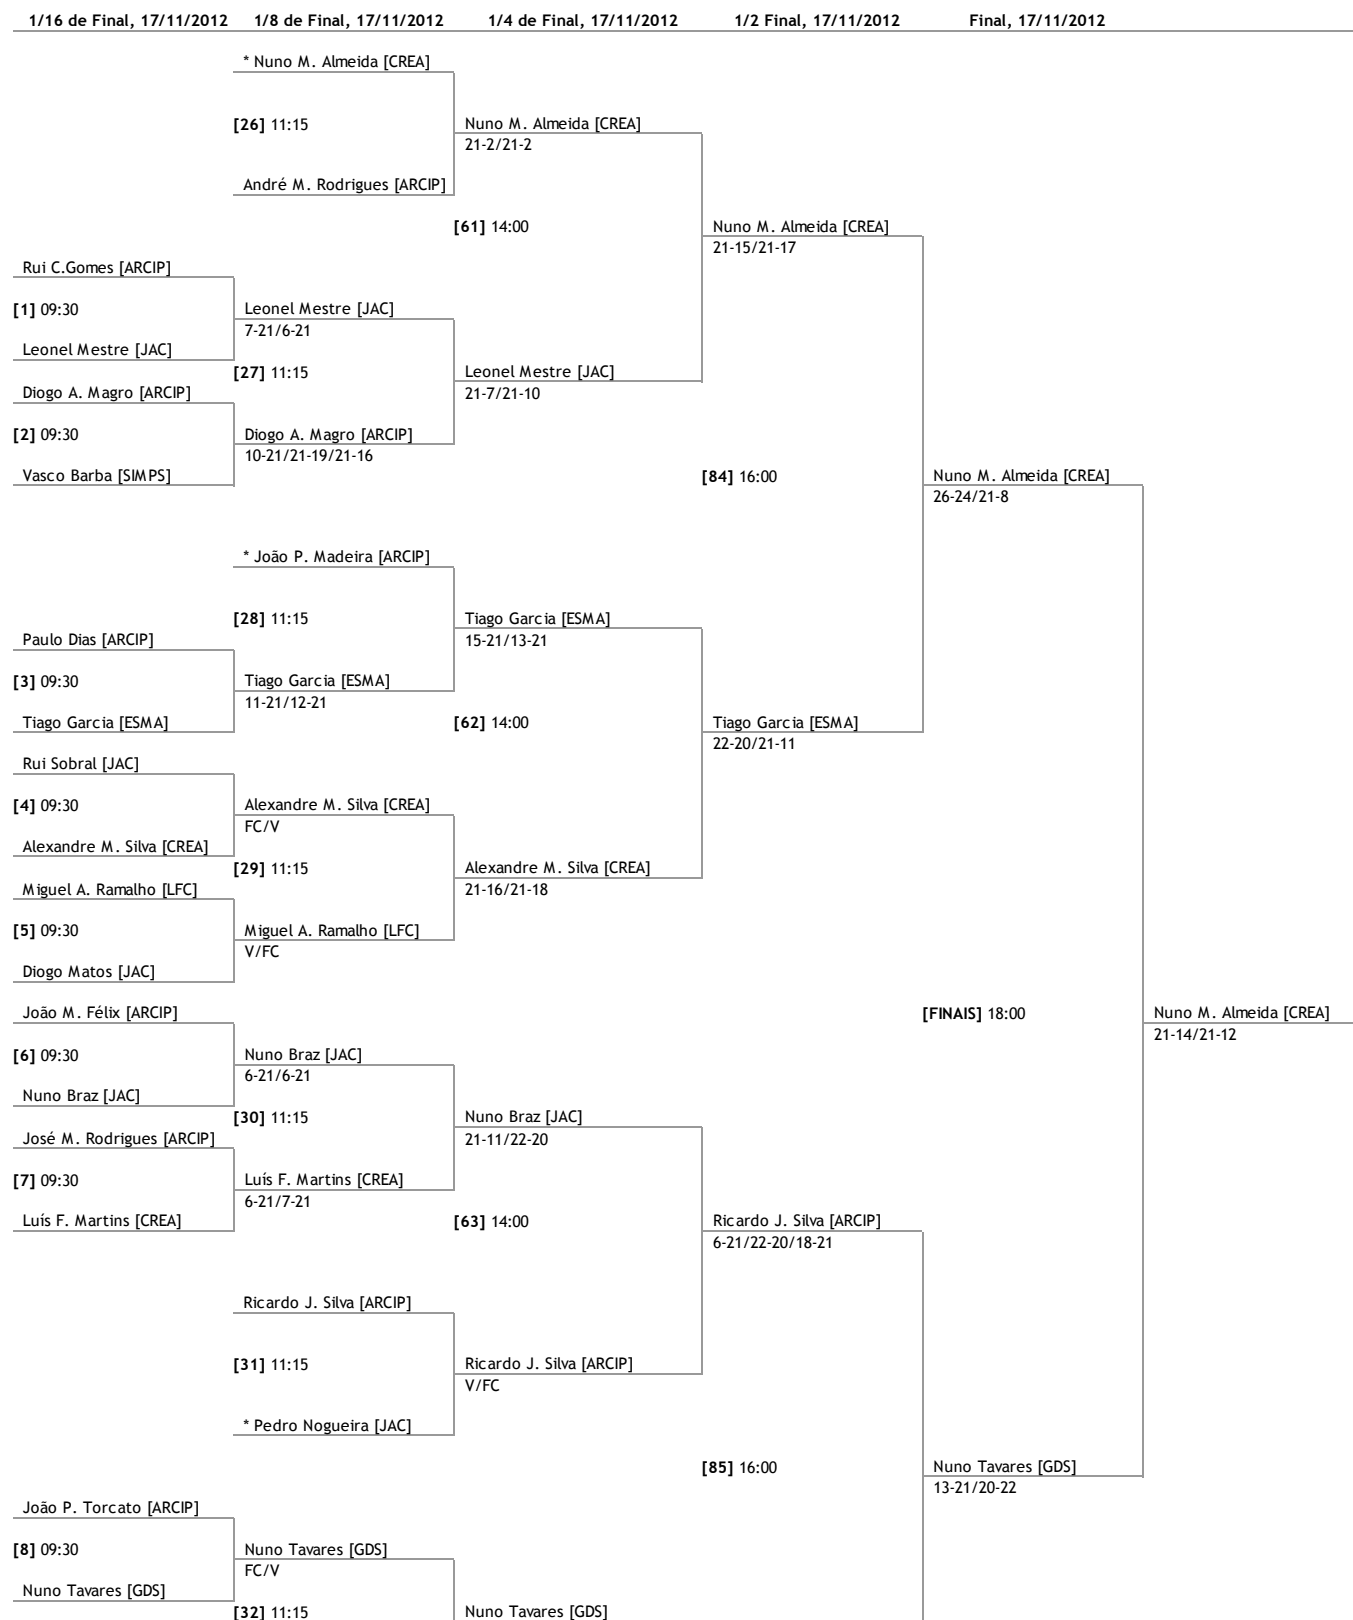 1/16 de Final, 17/11/2012 1/8 de Final, 17/11/2012 1/4 de Final, 17/11/2012 1/2 Final, 17/11/2012 Final, 17/11/2012
* Nuno M. Almeida [CREA]
[26] 11:15 Nuno M. Almeida [CREA]
21-2/21-2
André M. Rodrigues [ARCIP]
[61] 14:00 Nuno M. Almeida [CREA]
21-15/21-17
Rui C.Gomes [ARCIP]
[1] 09:30 Leonel Mestre [JAC]
7-21/6-21
Leonel Mestre [JAC]
[27] 11:15 Leonel Mestre [JAC]
Diogo A. Magro [ARCIP] 21-7/21-10
[2] 09:30 Diogo A. Magro [ARCIP]
10-21/21-19/21-16
Vasco Barba [SIMPS] [84] 16:00 Nuno M. Almeida [CREA]
26-24/21-8
* João P. Madeira [ARCIP]
[28] 11:15 Tiago Garcia [ESMA]
Paulo Dias [ARCIP] 15-21/13-21
[3] 09:30 Tiago Garcia [ESMA]
11-21/12-21
Tiago Garcia [ESMA] [62] 14:00 Tiago Garcia [ESMA]
22-20/21-11
Rui Sobral [JAC]
[4] 09:30 Alexandre M. Silva [CREA]
FC/V
Alexandre M. Silva [CREA]
[29] 11:15 Alexandre M. Silva [CREA]
Miguel A. Ramalho [LFC] 21-16/21-18
[5] 09:30 Miguel A. Ramalho [LFC]
V/FC
Diogo Matos [JAC]
João M. Félix [ARCIP] [FINAIS] 18:00 Nuno M. Almeida [CREA]
21-14/21-12
[6] 09:30 Nuno Braz [JAC]
6-21/6-21
Nuno Braz [JAC]
[30] 11:15 Nuno Braz [JAC]
José M. Rodrigues [ARCIP] 21-11/22-20
[7] 09:30 Luís F. Martins [CREA]
6-21/7-21
Luís F. Martins [CREA] [63] 14:00 Ricardo J. Silva [ARCIP]
6-21/22-20/18-21
Ricardo J. Silva [ARCIP]
[31] 11:15 Ricardo J. Silva [ARCIP]
V/FC
* Pedro Nogueira [JAC]
[85] 16:00 Nuno Tavares [GDS]
13-21/20-22
João P. Torcato [ARCIP]
[8] 09:30 Nuno Tavares [GDS]
FC/V
Nuno Tavares [GDS]
[32] 11:15 Nuno Tavares [GDS]